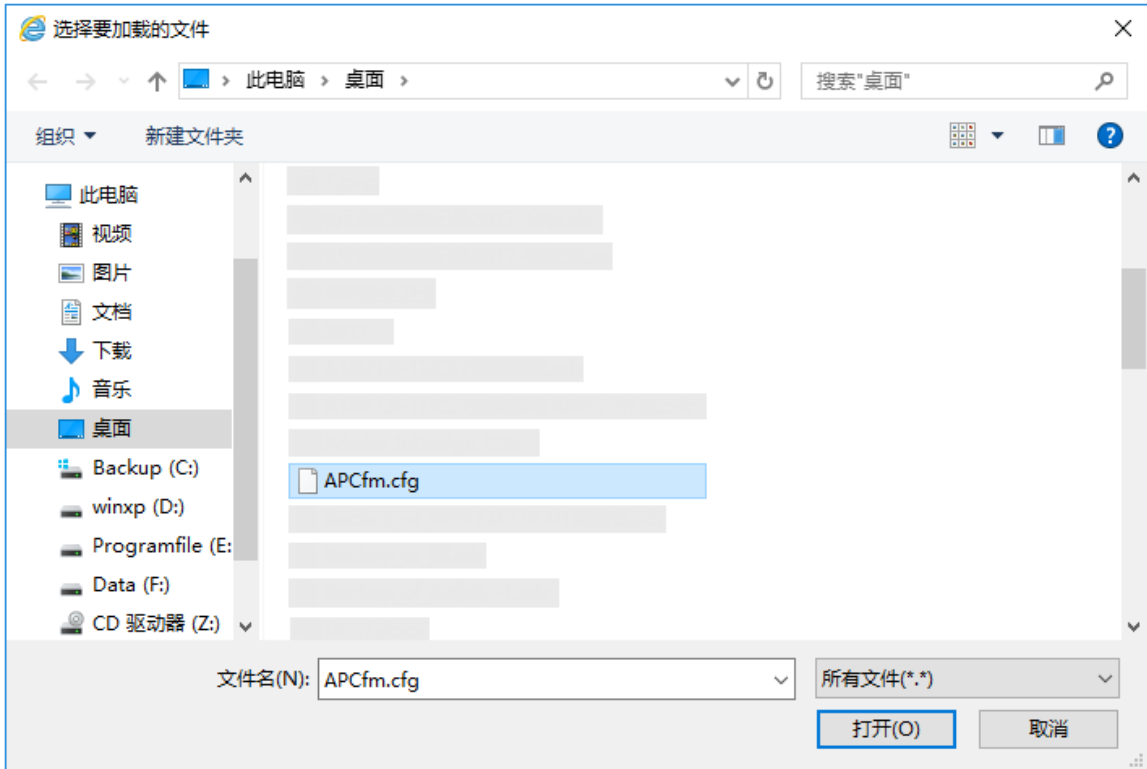 选择要加载的文件
此电脑 桌面
搜索"桌面"
组织 新建文件夹
此电脑
视频
图片
文档
下载
音乐
桌面
Backup (C:)
winxp (D:)
Programfile (E:
Data (F:)
CD 驱动器 (Z:)
APCfm.cfg
文件名(N): APCfm.cfg 所有文件(*.*)
打开(O) 取消